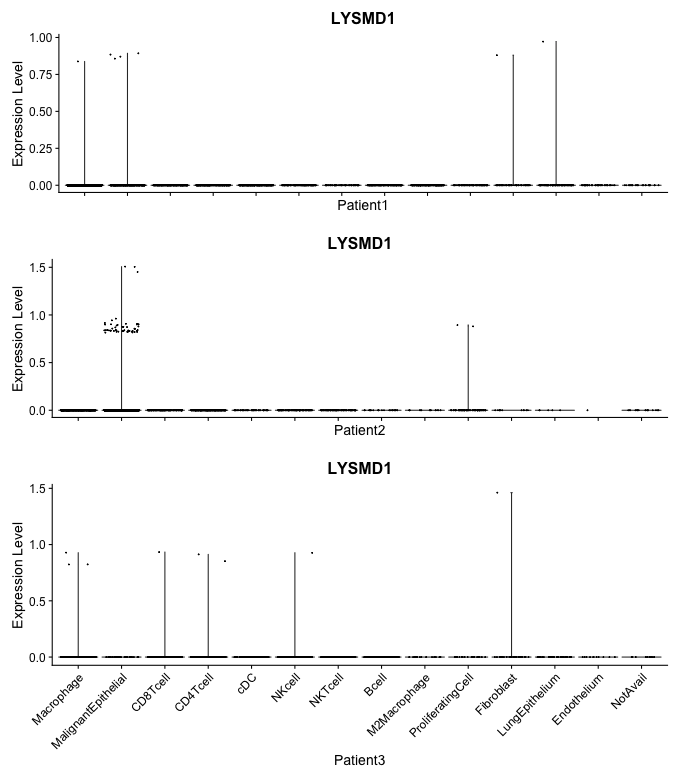 LYSMD1
Expression Level
1.00
0.75
0.50
0.25
0.00
Patient1
LYSMD1
Expression Level
1.5
1.0
0.5
0.0
Patient2
LYSMD1
Expression Level
1.5
1.0
0.5
0.0
Macrophage
MalignantEpithelial
CD8Tcell
CD4Tcell
cDC
NKcell
NKTcell
Bcell
M2Macrophage
ProliferatingCell
Fibroblast
LungEpithelium
Endothelium
NotAvail
Patient3